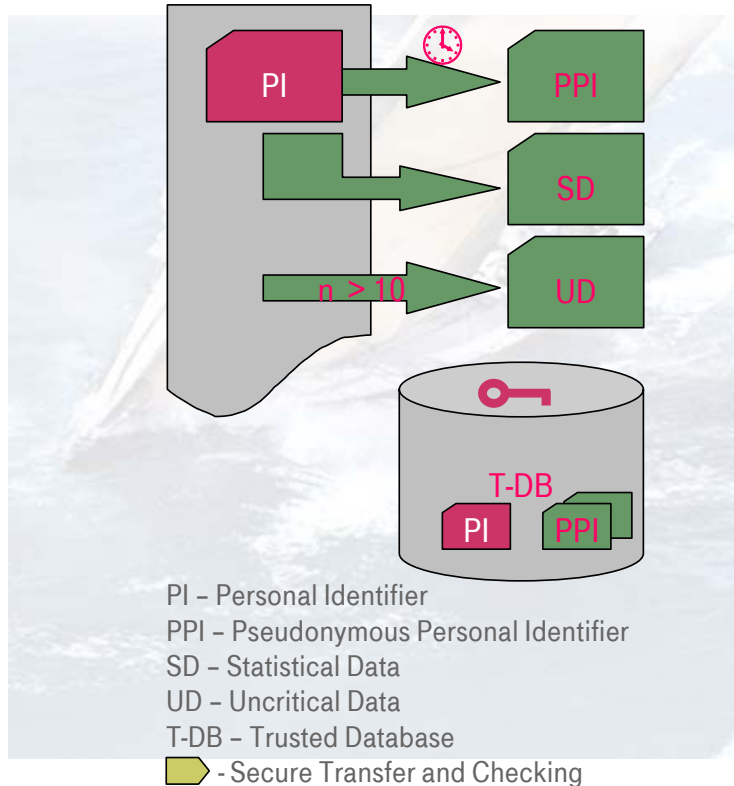 PI
PPI
SD
n > 10
UD
T-DB
PI
PPI
PI – Personal Identifier
PPI – Pseudonymous Personal Identifier
SD – Statistical Data
UD – Uncritical Data
T-DB – Trusted Database
- Secure Transfer and Checking